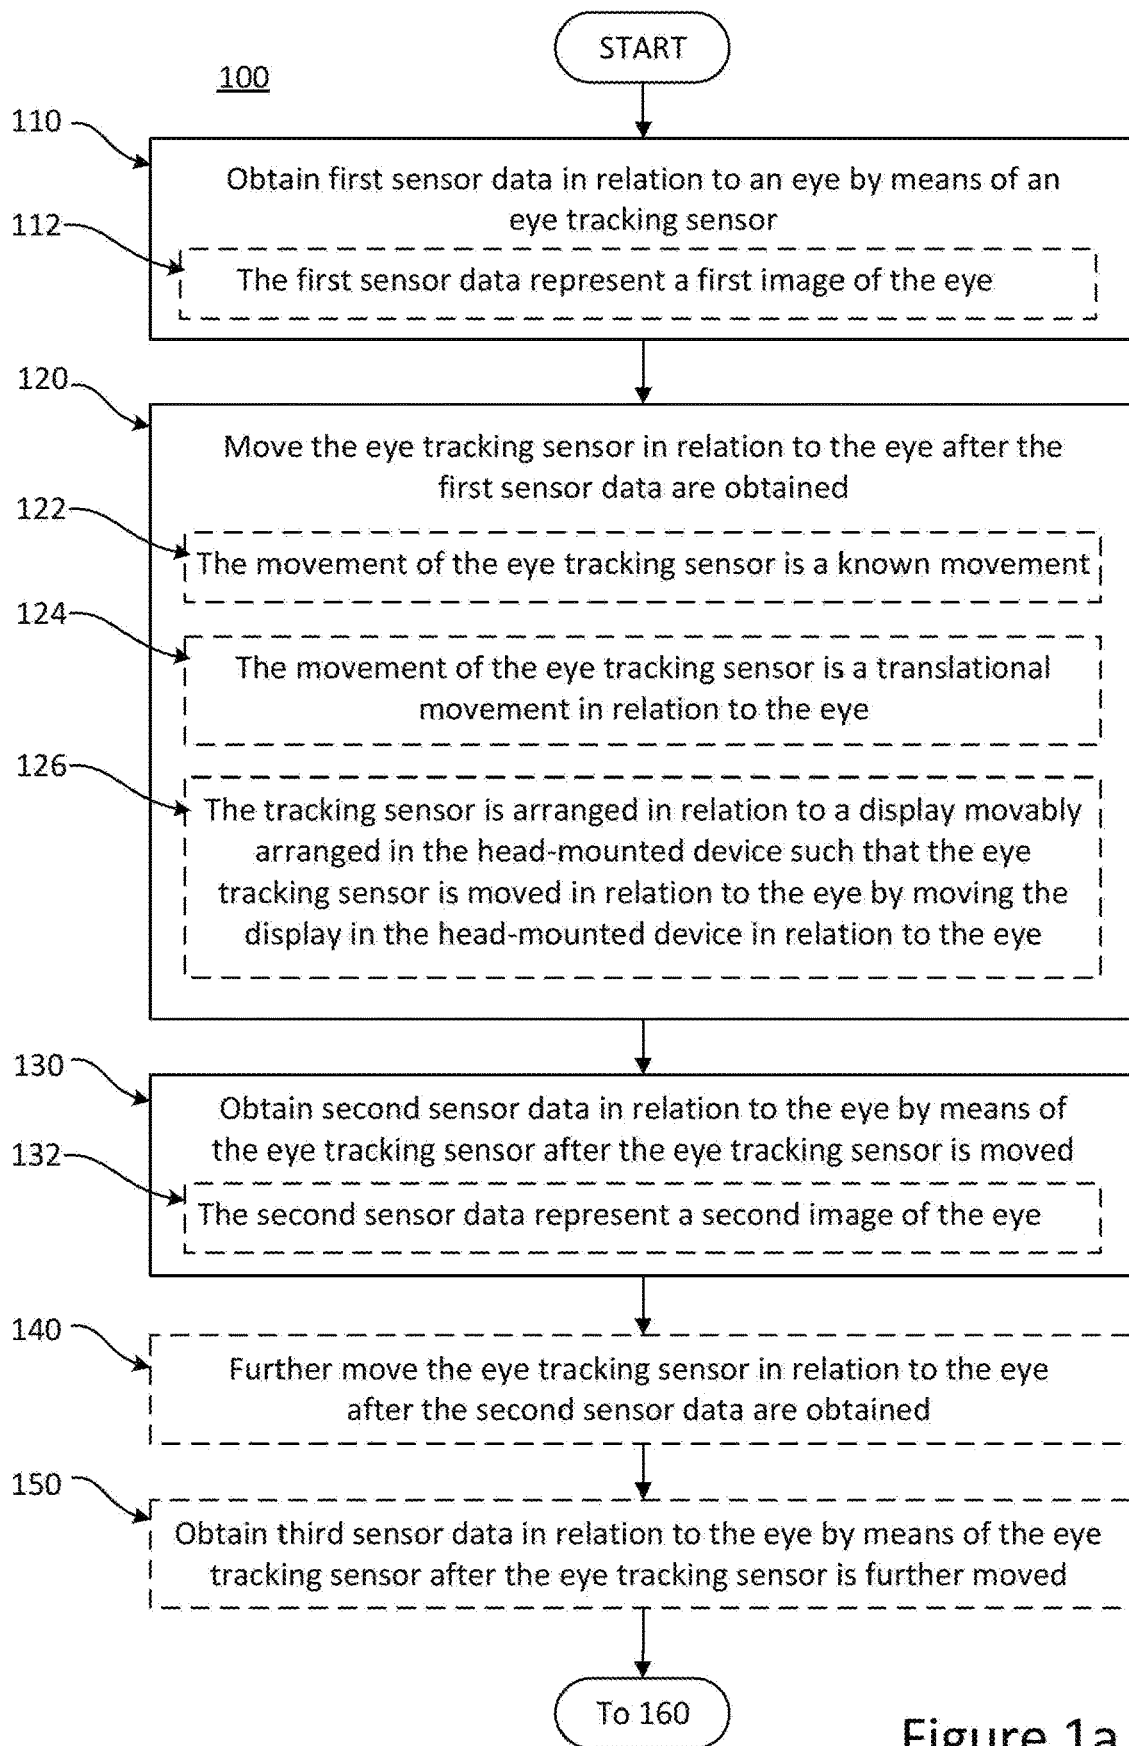 START
100
110
Obtain first sensor data in relation to an eye by means of an
eye tracking sensor
112
The first sensor data represent a first image of the eye
120
Move the eye tracking sensor in relation to the eye after the
first sensor data are obtained
122
The movement of the eye tracking sensor is a known movement
124
The movement of the eye tracking sensor is a translational
movement in relation to the eye
126
The tracking sensor is arranged in relation to a display movably
arranged in the head-mounted device such that the eye
tracking sensor is moved in relation to the eye by moving the
display in the head-mounted device in relation to the eye
130
Obtain second sensor data in relation to the eye by means of
the eye tracking sensor after the eye tracking sensor is moved
132
The second sensor data represent a second image of the eye
140
Further move the eye tracking sensor in relation to the eye
after the second sensor data are obtained
150
Obtain third sensor data in relation to the eye by means of the eye
tracking sensor after the eye tracking sensor is further moved
To 160
Figure 1a